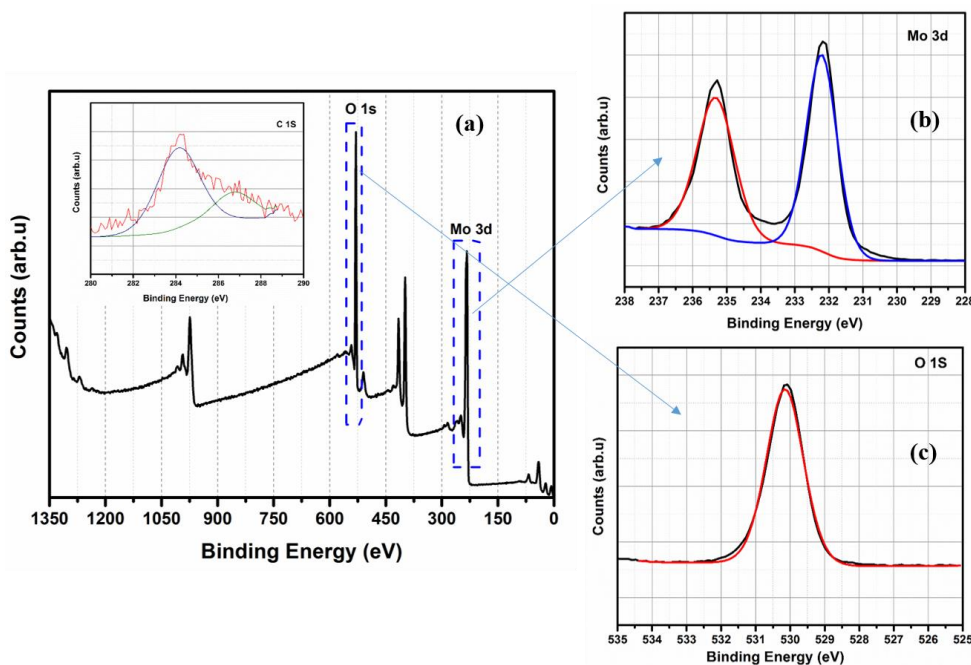 (a)
O 1s
Mo 3d
Counts (arb.u)
1350 1200 1050 900 750 600 450 300 150 0
Binding Energy (eV)
C 1S
Counts (arb.u)
280 282 284 286 288 290
Binding Energy (eV)
Mo 3d
(b)
Counts (arb.u)
238 237 236 235 234 233 232 231 230 229 228
Binding Energy (eV)
O 1S
(c)
Counts (arb.u)
535 534 533 532 531 530 529 528 527 526 525
Binding Energy (eV)